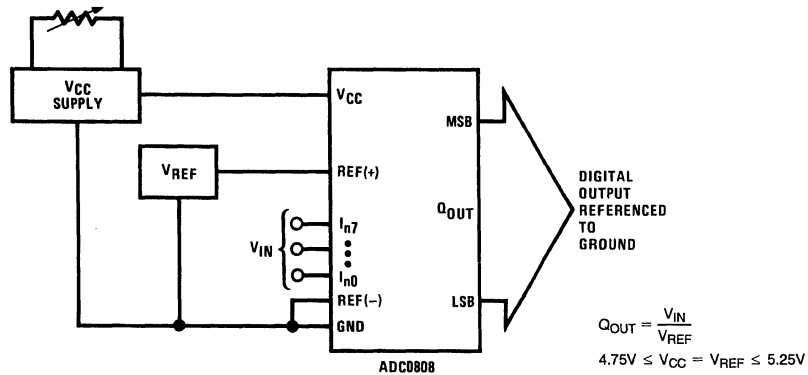 VCC
SUPPLY
VCC
MSB
VREF
REF(+)
QOUT
DIGITAL
OUTPUT
REFERENCED
TO
GROUND
VIN
In7
In0
REF(−)
LSB
GND
ADC0808
QOUT = VIN / VREF
4.75V ≤ VCC = VREF ≤ 5.25V